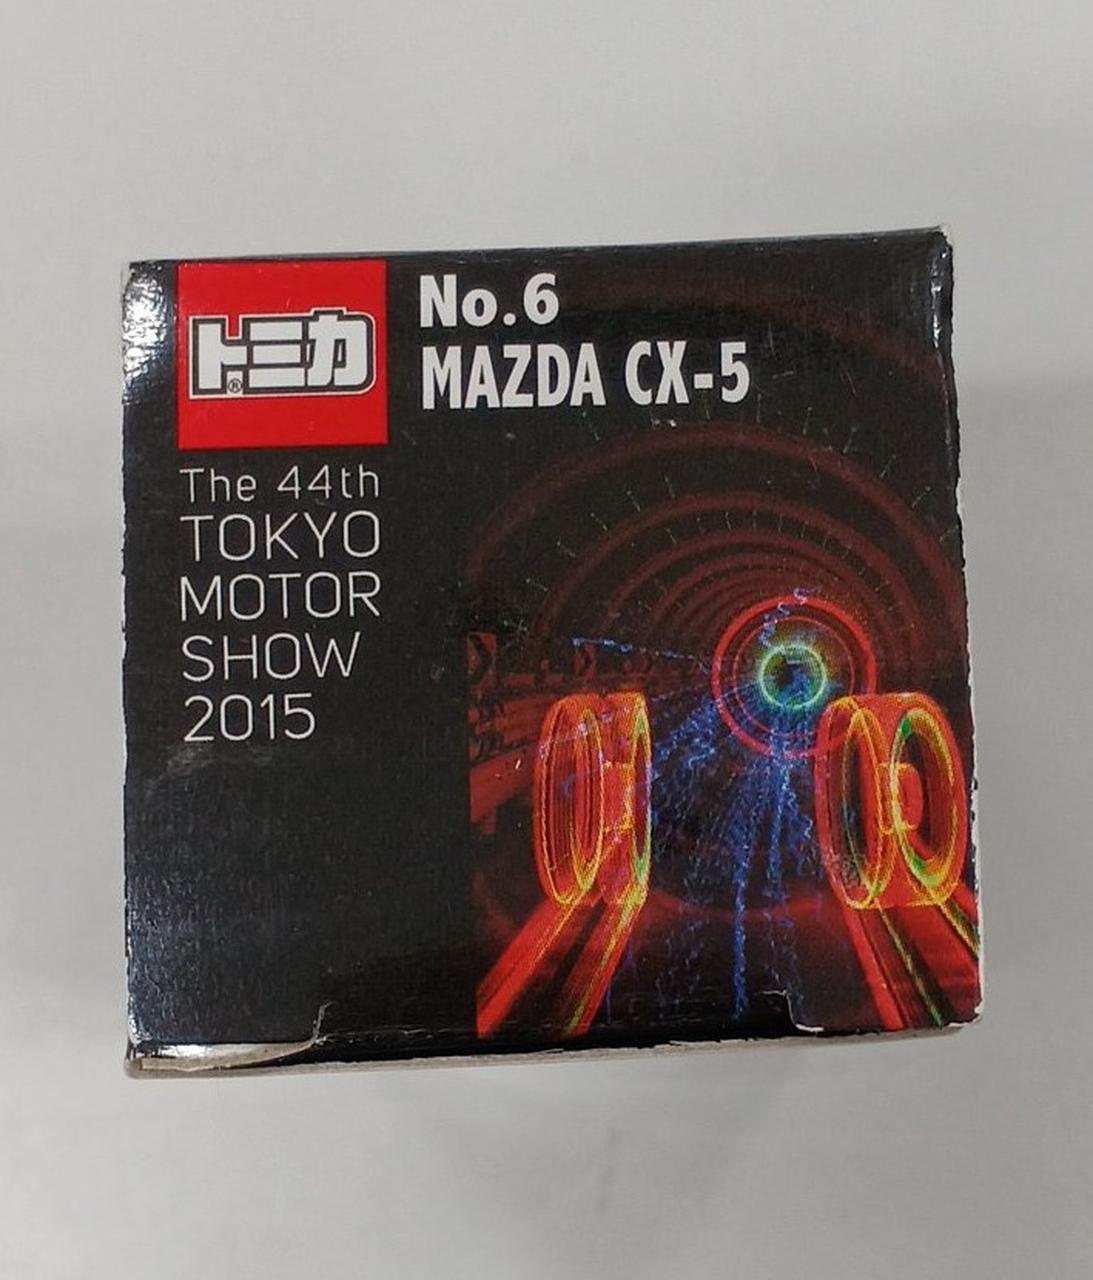 トミカ®
No.6
MAZDA CX-5
The 44th
TOKYO
MOTOR
SHOW
2015